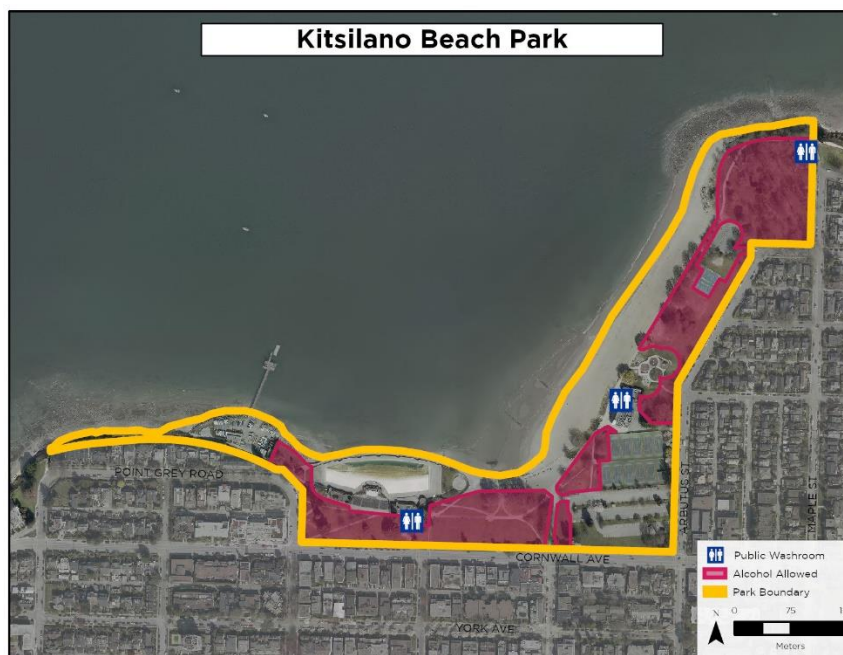 Kitsilano Beach Park
POINT GREY ROAD
ARBUTUS ST
MAPLE ST
CORNWALL AVE
YORK AVE
Public Washroom
Alcohol Allowed
Park Boundary
N
0 75
Meters